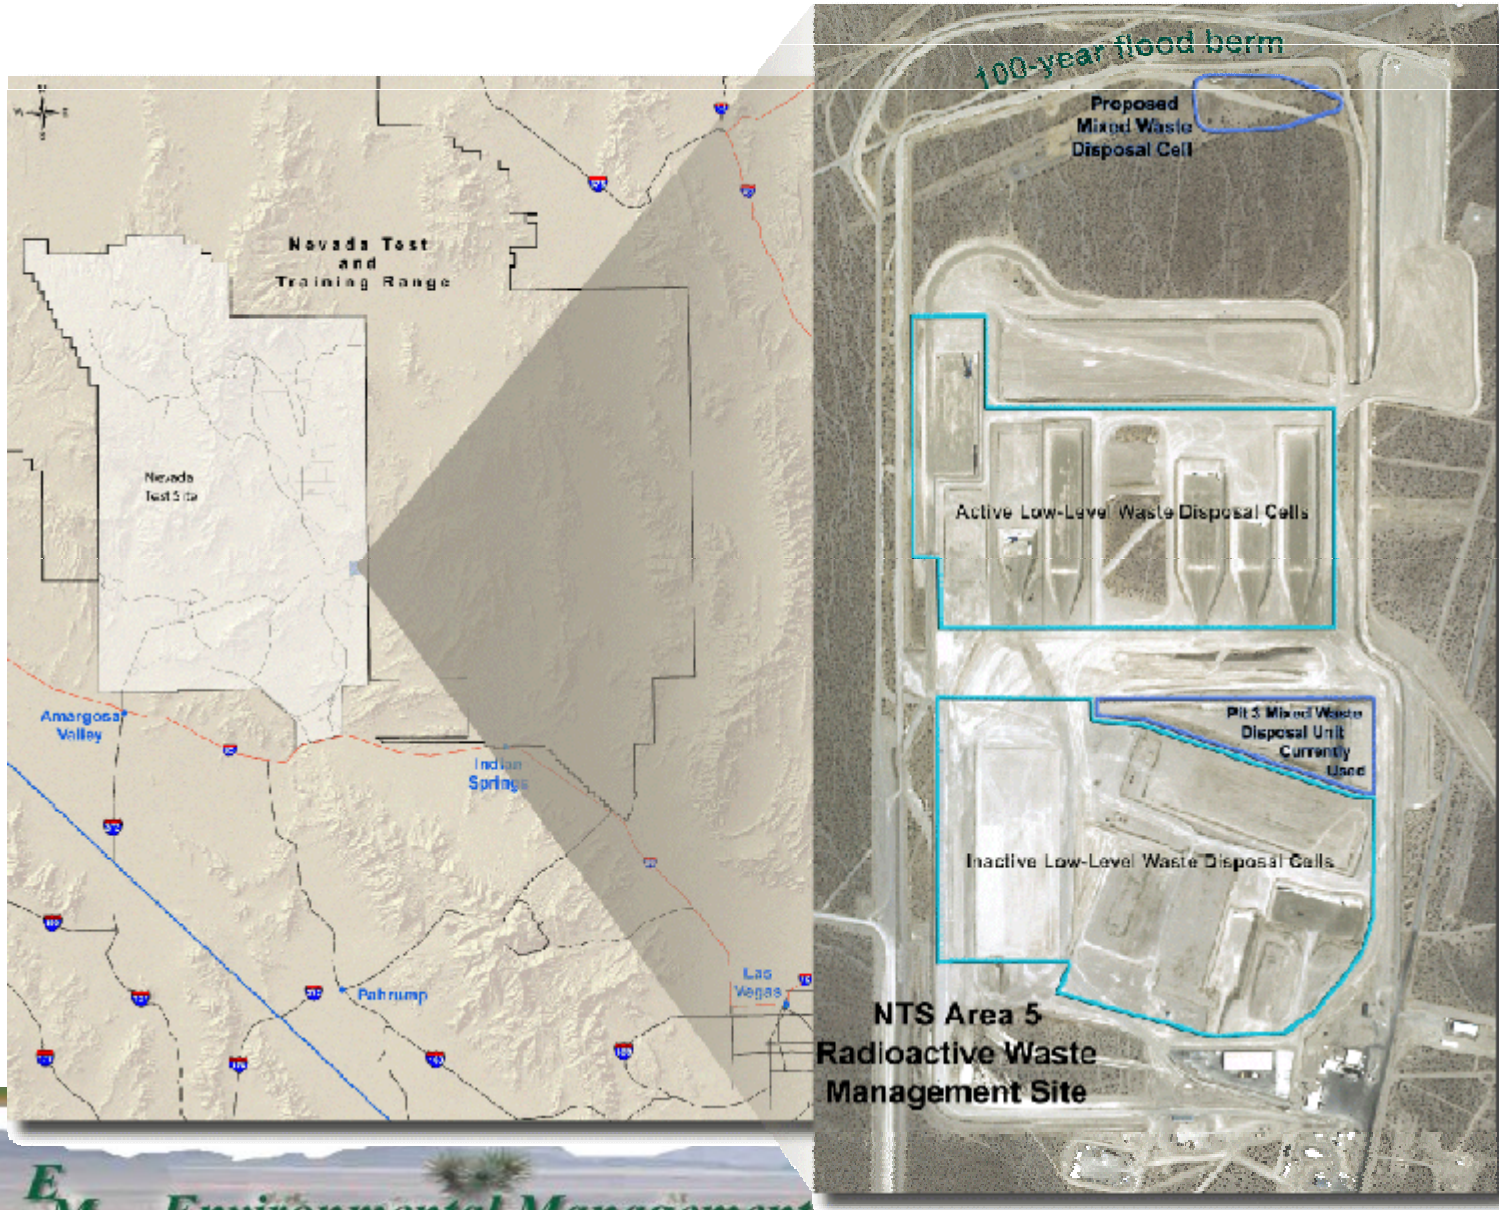 100-year flood berm
Proposed
Mixed Waste
Disposal Cell
Nevada Test
and
Training Range
Nevada
Test Site
Active Low-Level Waste Disposal Cells
Amargosa
Valley
Indian
Springs
Pit 3 Mixed Waste
Disposal Unit
Currently
Used
Inactive Low-Level Waste Disposal Cells
Las
Vegas
Pahrump
NTS Area 5
Radioactive Waste
Management Site
E
M
Environmental Management